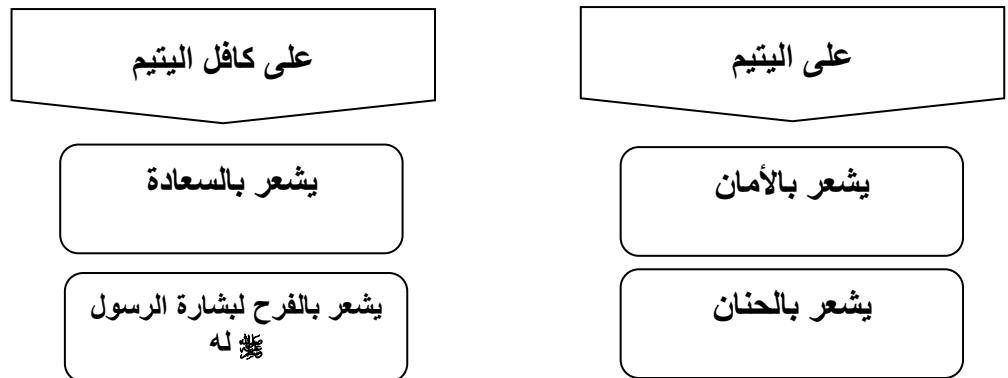 على اليتيم
يشعر بالأمان
يشعر بالحنان
على كافل اليتيم
يشعر بالسعادة
يشعر بالفرح لبشارة الرسول
ﷺ له